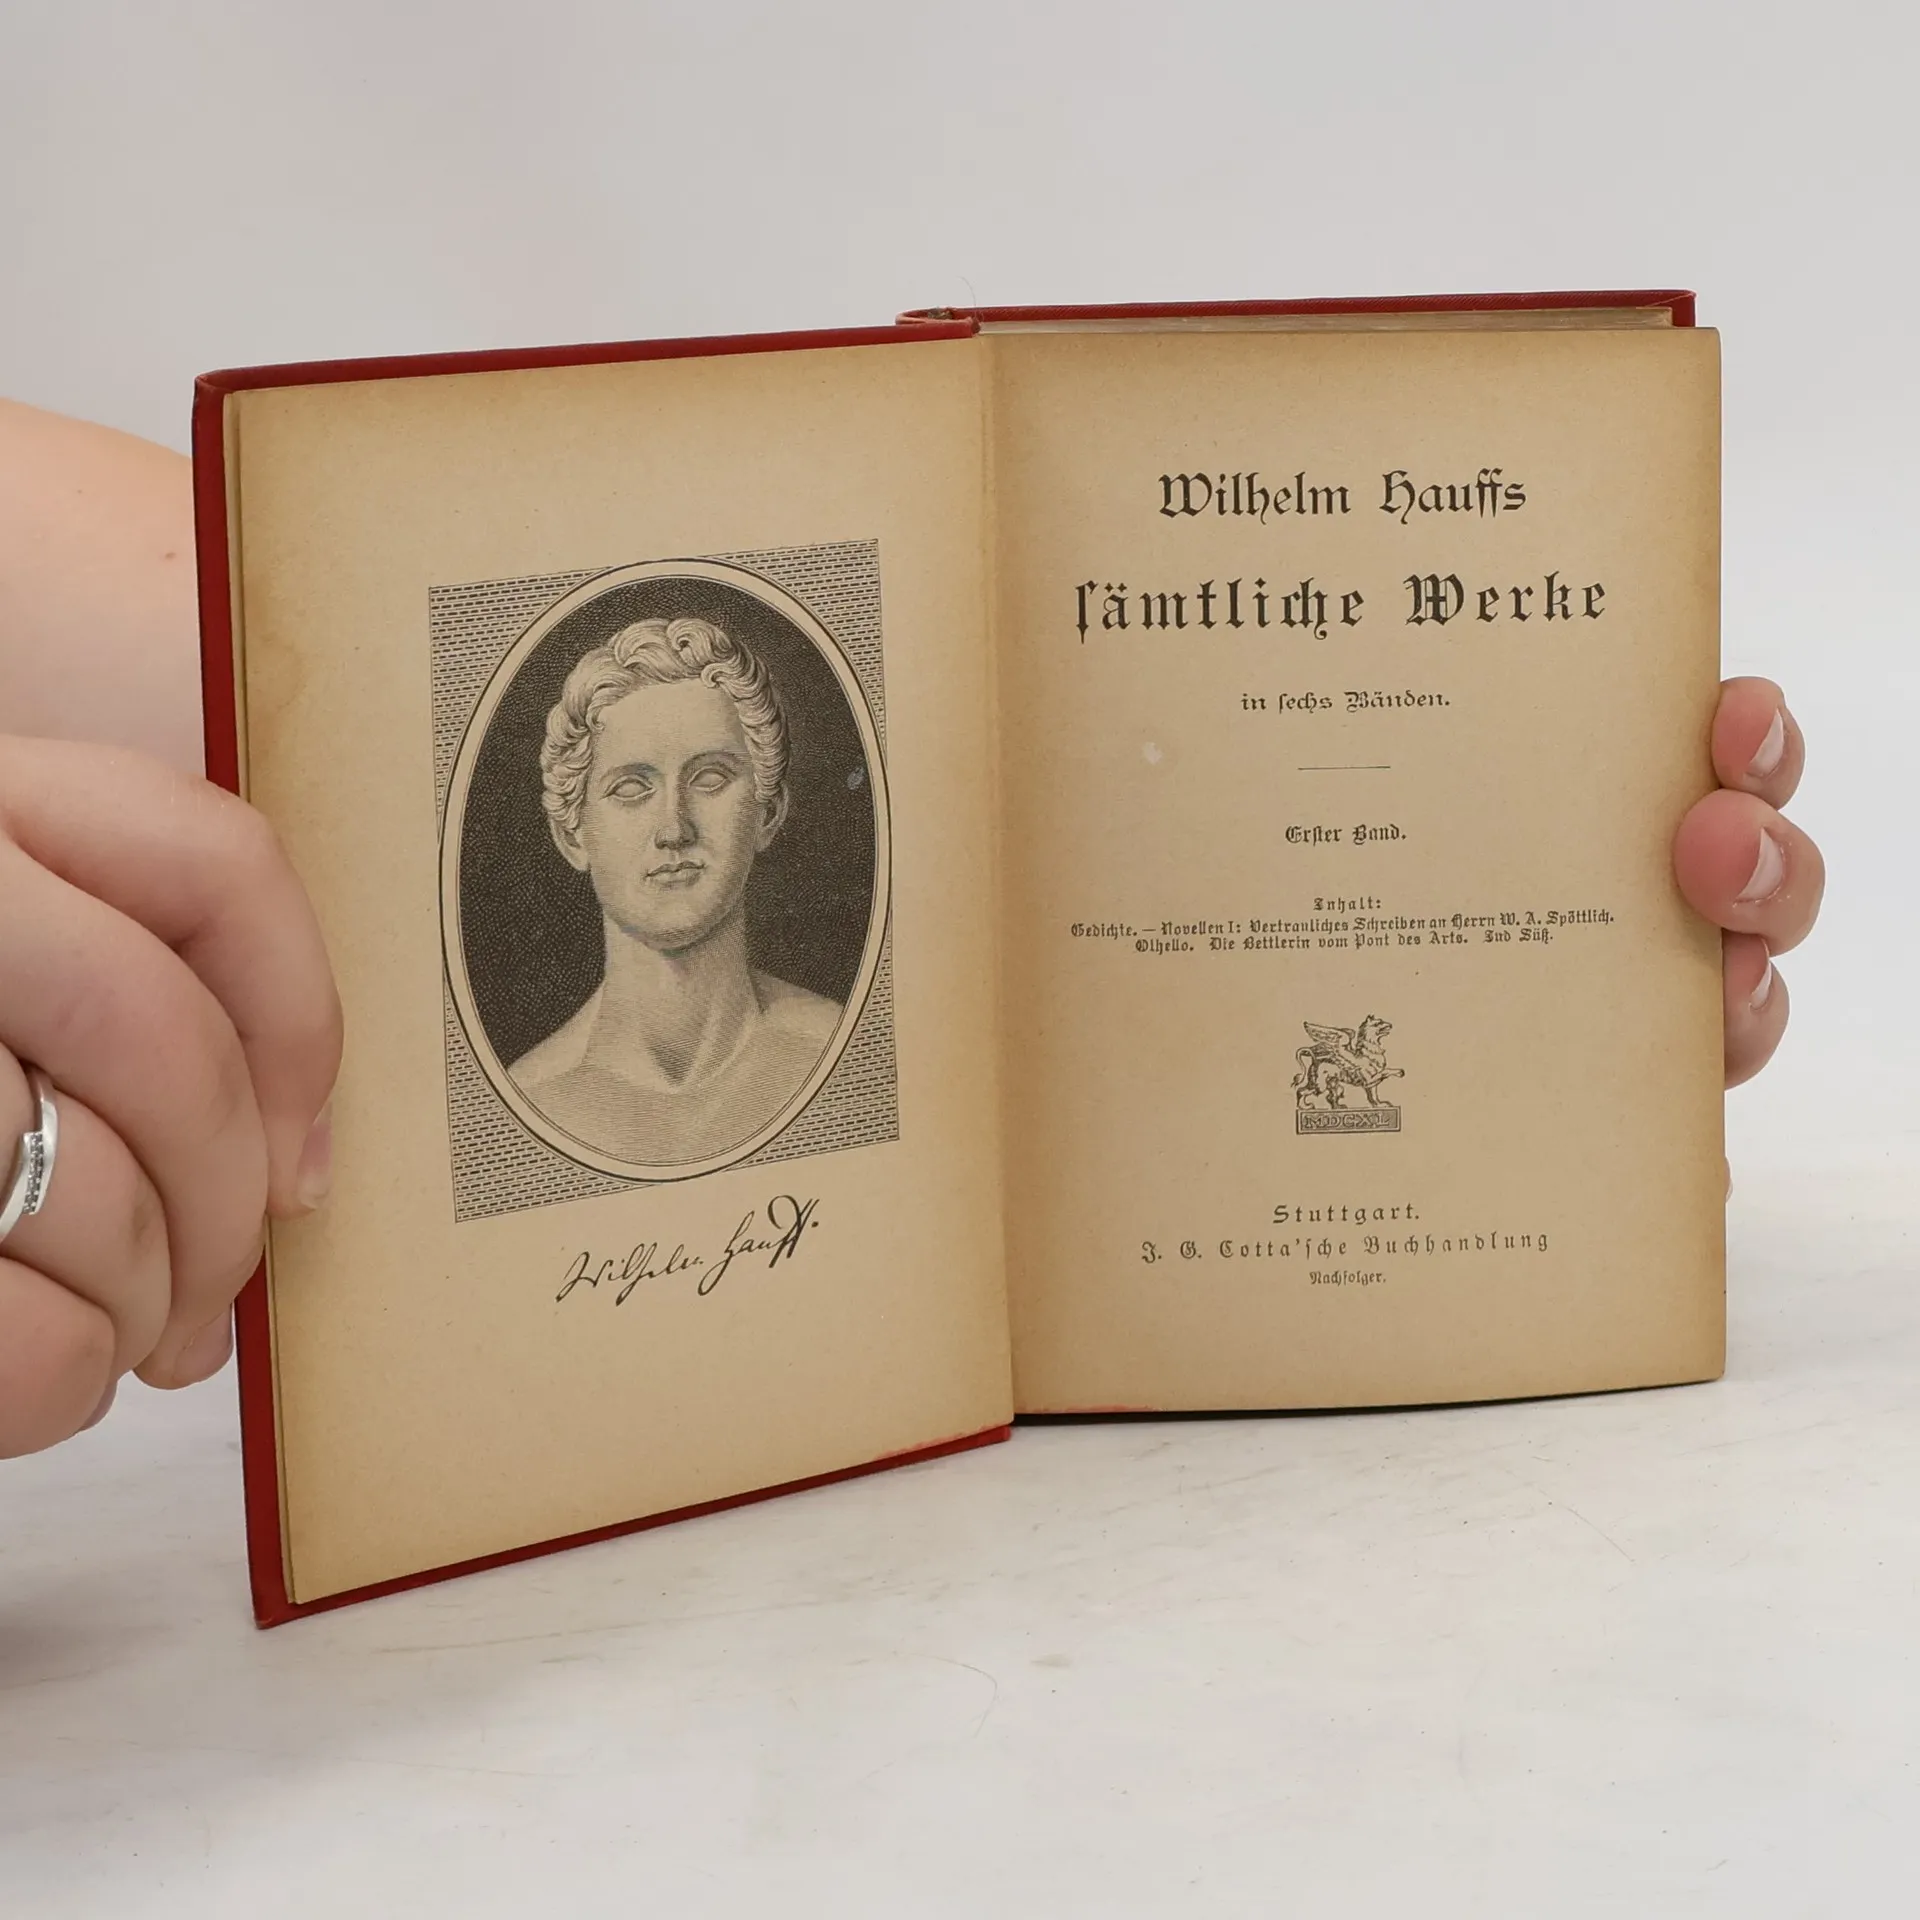 Wilhelm Hauff.
Wilhelm Hauffs
sämtliche Werke
in sechs Bänden.
Erster Band.
Inhalt:
Gedichte. — Novellen I: Vertrauliches Schreiben an Herrn W. A. Spöttlich.
Othello. Die Bettlerin vom Pont des Arts. Jud Süß.
MDCXL
Stuttgart.
J. G. Cotta'sche Buchhandlung
Nachfolger.